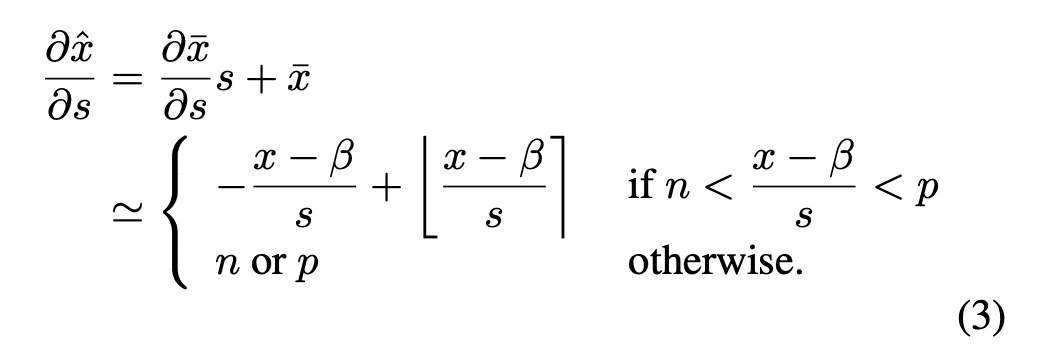 ∂x̂/∂s = ∂x̄/∂s s + x̄
≃ { −(x − β)/s + ⌊(x − β)/s⌉ if n < (x − β)/s < p
n or p otherwise.
(3)